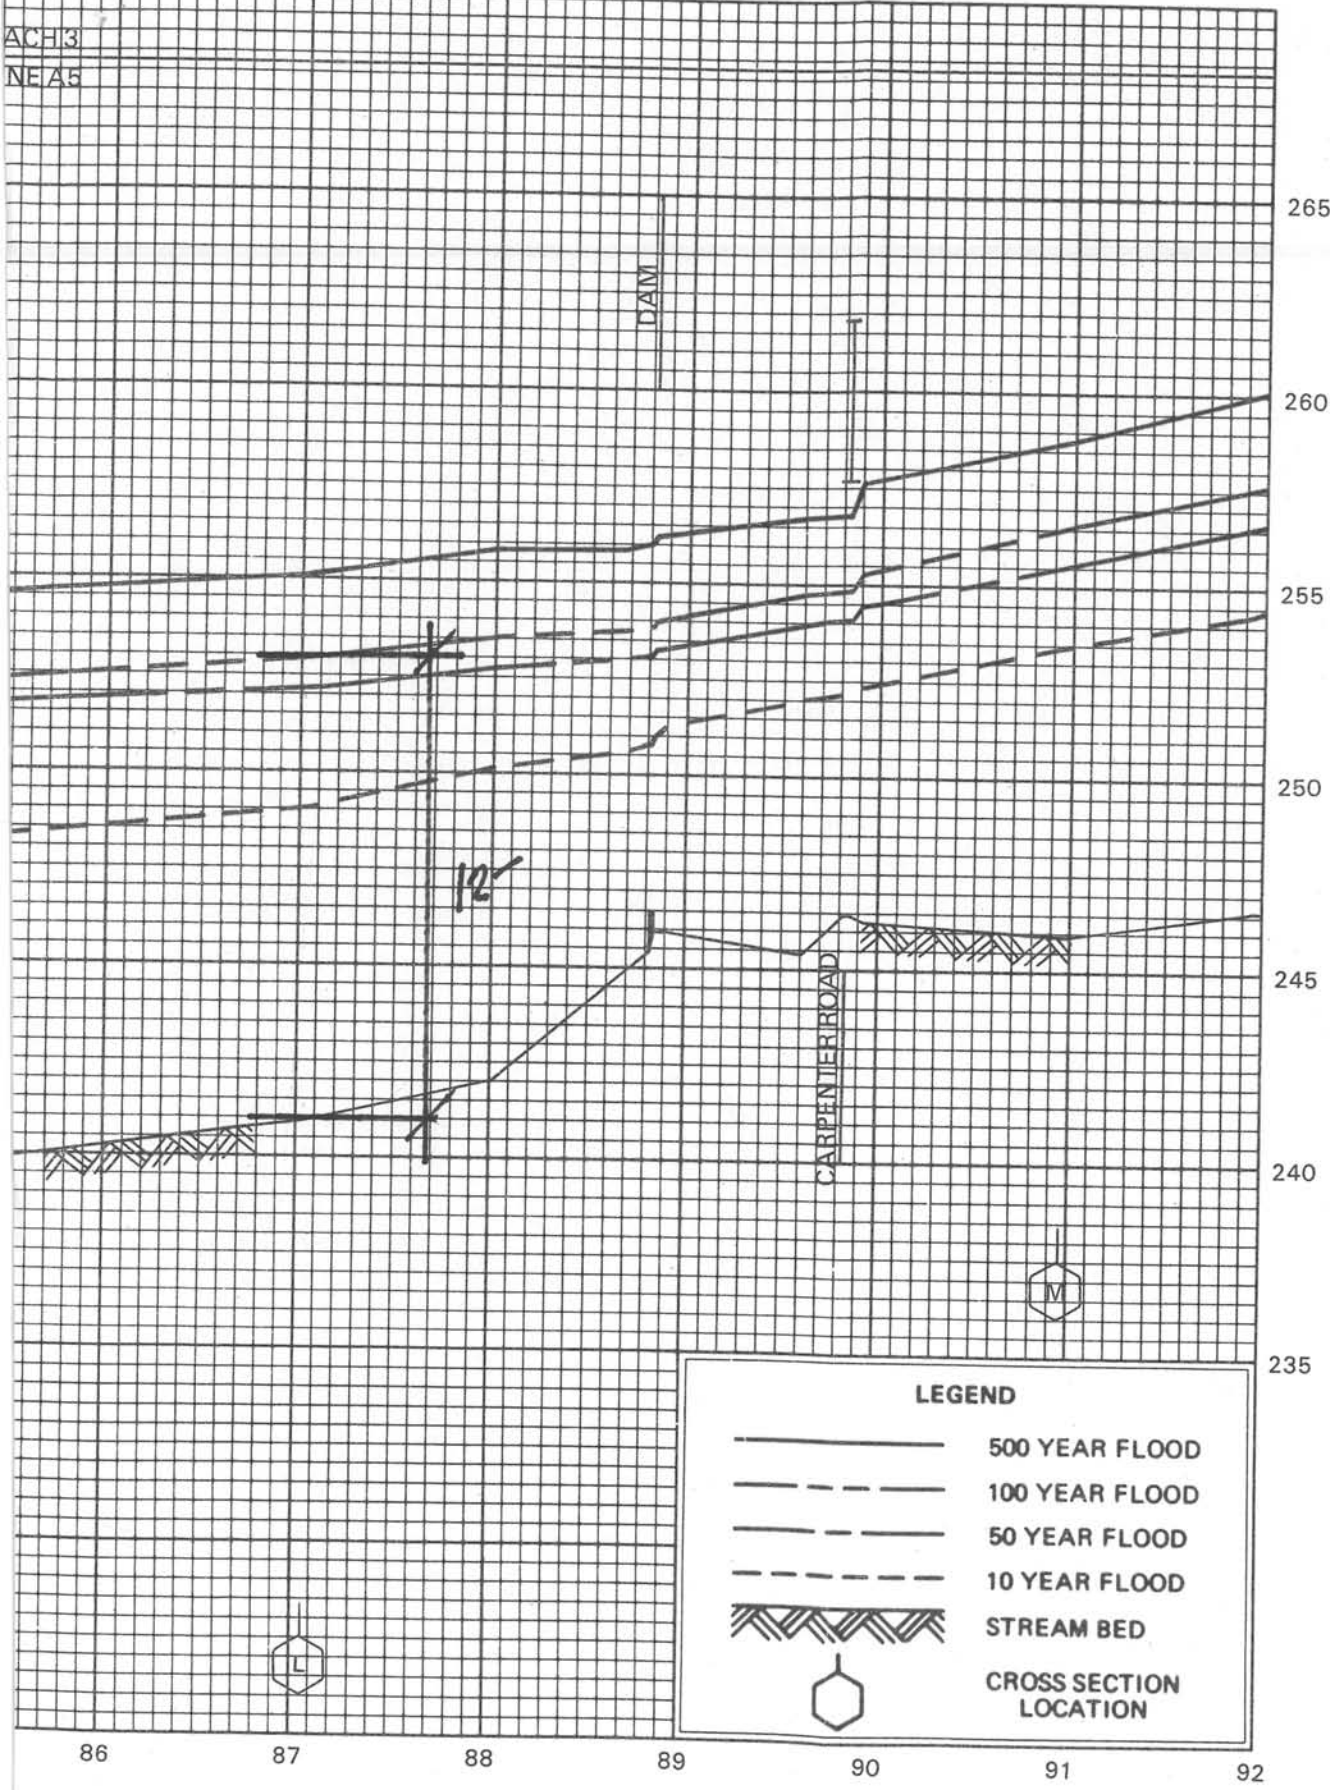 ACH 3
NE A5
265
DAM
260
255
250
12
245
CARPENTER ROAD
240
M
235
LEGEND
500 YEAR FLOOD
100 YEAR FLOOD
50 YEAR FLOOD
10 YEAR FLOOD
STREAM BED
CROSS SECTION
LOCATION
L
86 87 88 89 90 91 92